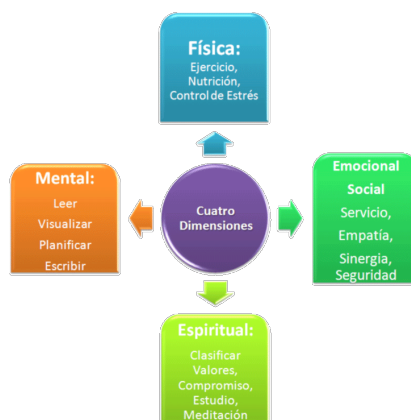 Física:
Ejercicio,
Nutrición,
Control de Estrés
Mental:
Leer
Visualizar
Planificar
Escribir
Cuatro
Dimensiones
Emocional
Social
Servicio,
Empatía,
Sinergia,
Seguridad
Espiritual:
Clasificar
Valores,
Compromiso,
Estudio,
Meditación